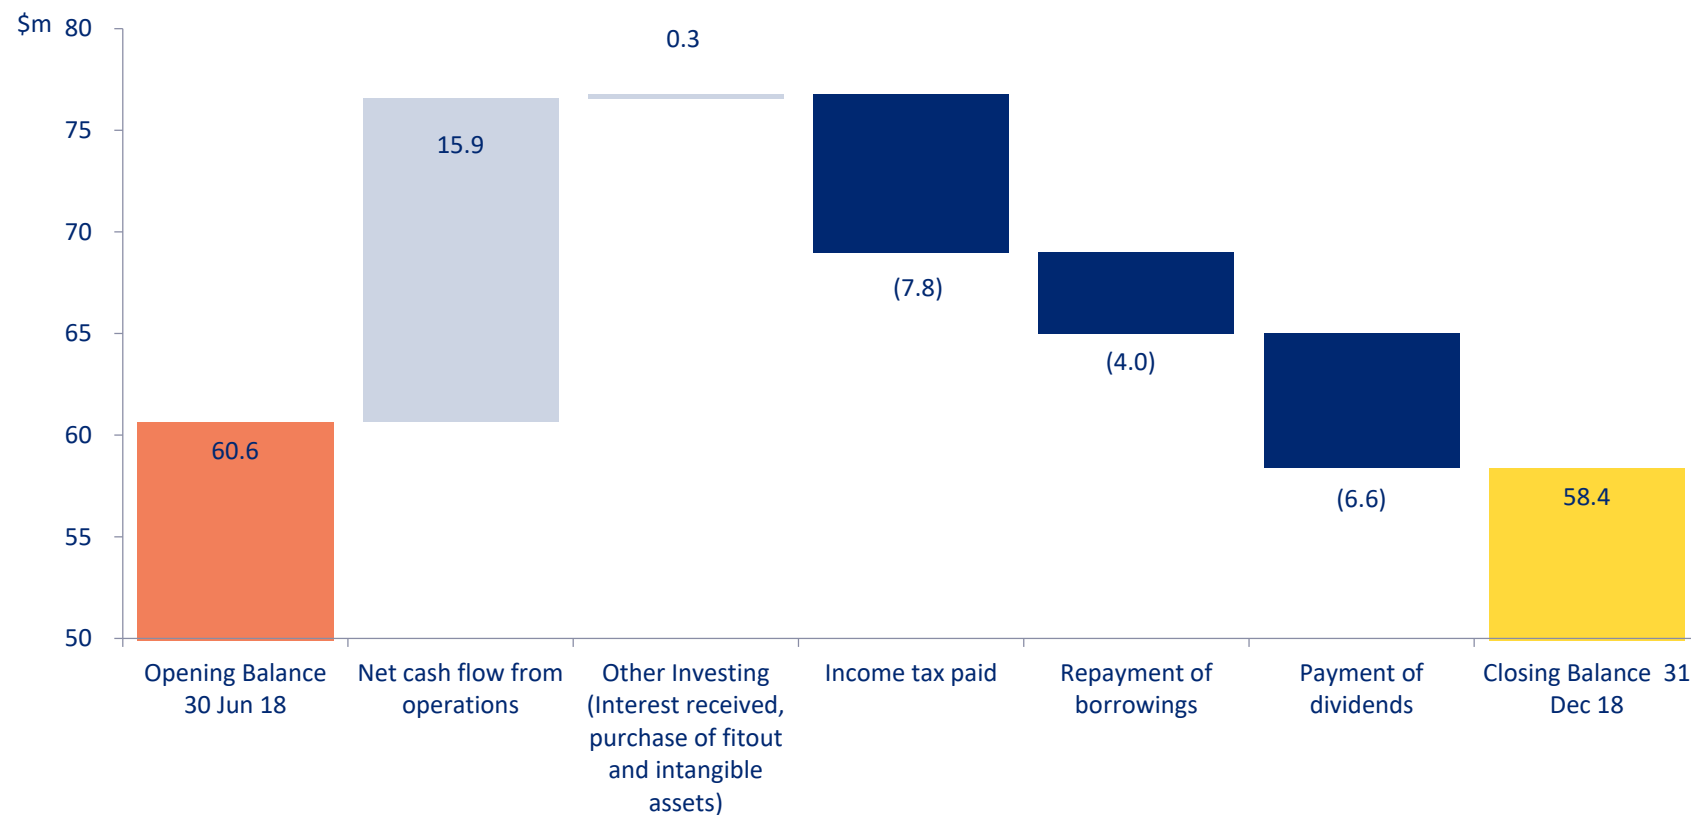 $m
80
75
70
65
60
55
50
60.6
15.9
0.3
(7.8)
(4.0)
(6.6)
58.4
Opening Balance
30 Jun 18
Net cash flow from
operations
Other Investing
(Interest received,
purchase of fitout
and intangible
assets)
Income tax paid
Repayment of
borrowings
Payment of
dividends
Closing Balance  31
Dec 18